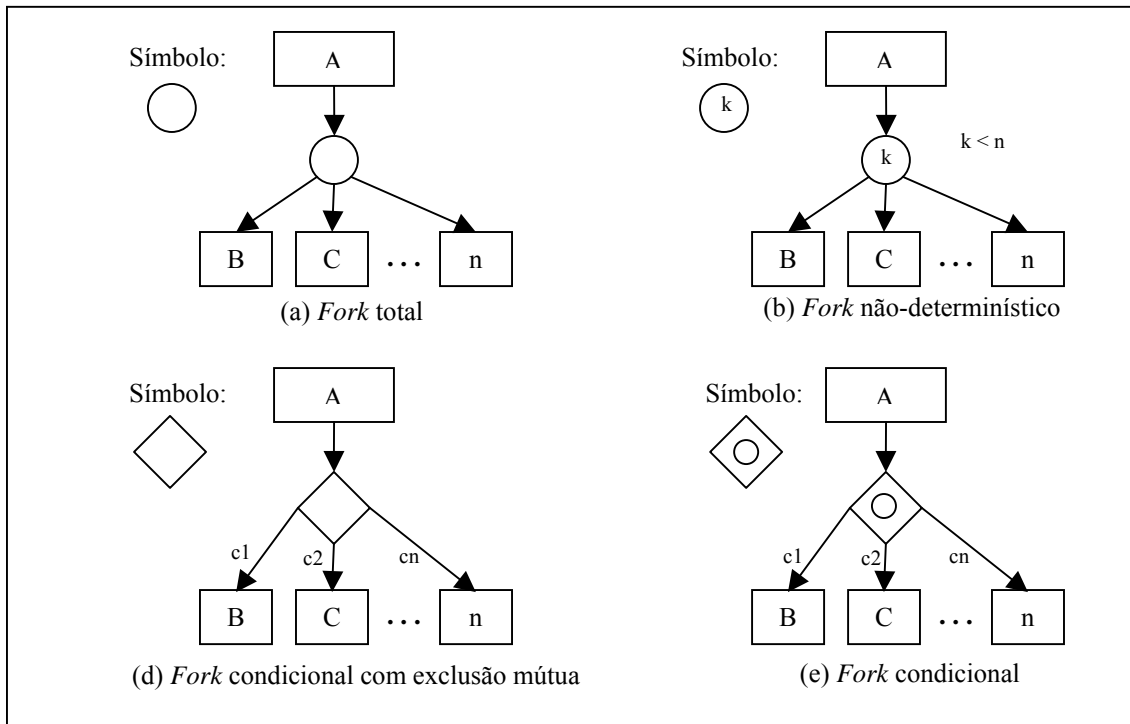 Símbolo:
A
B
C
...
n
(a) Fork total
Símbolo:
k
A
k
k < n
B
C
...
n
(b) Fork não-determinístico
Símbolo:
A
c1
c2
cn
B
C
...
n
(d) Fork condicional com exclusão mútua
Símbolo:
A
c1
c2
cn
B
C
...
n
(e) Fork condicional